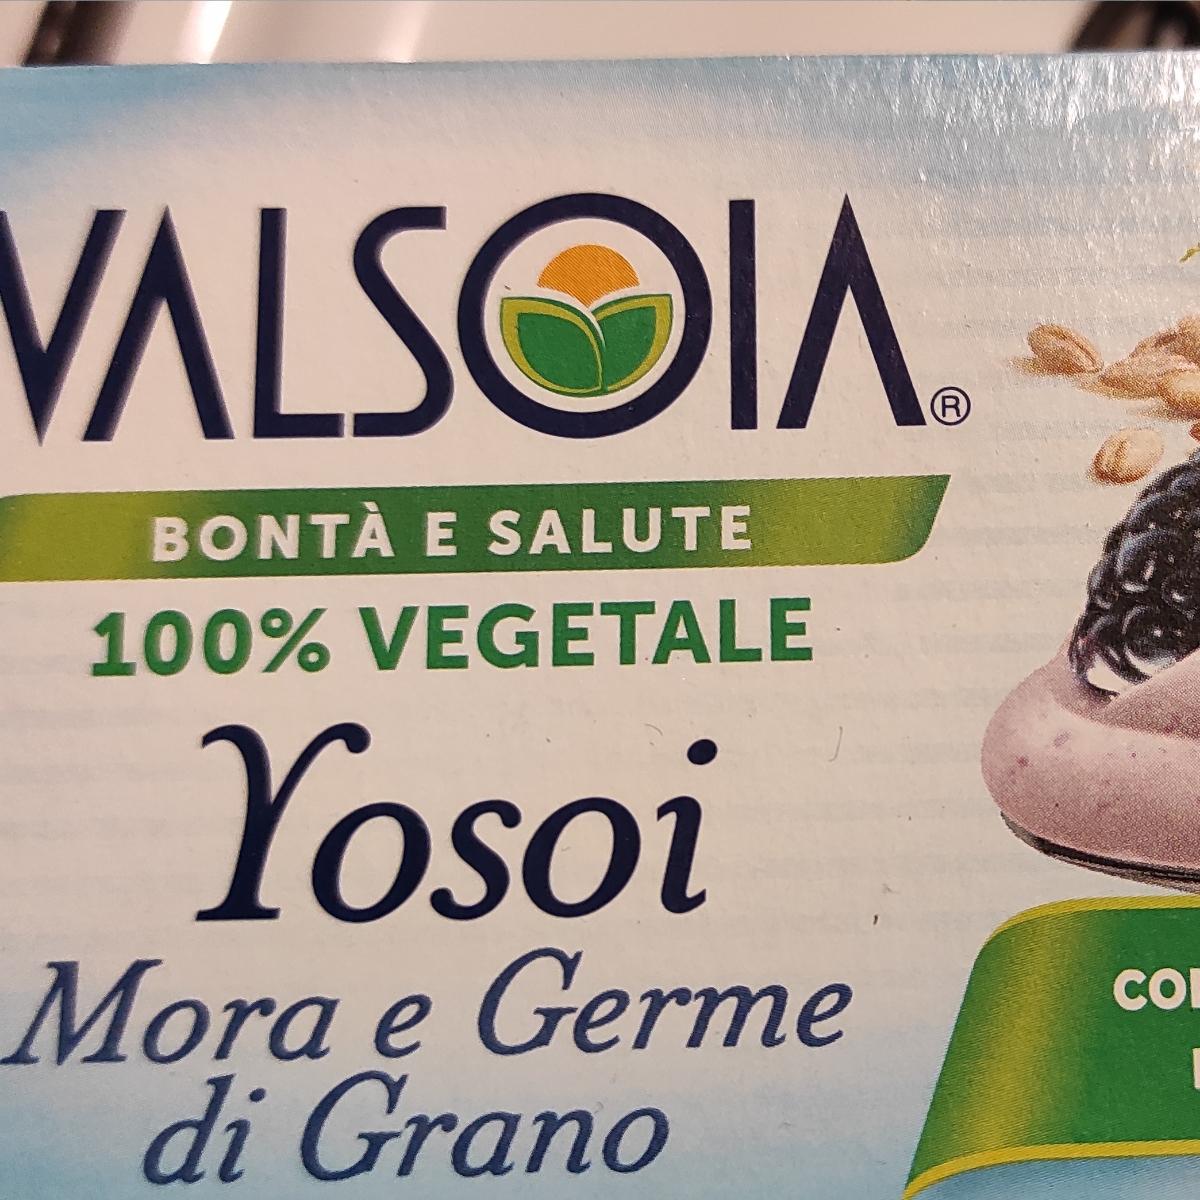 VALSOIA®
BONTÀ E SALUTE
100% VEGETALE
Yosoi
Mora e Germe
di Grano